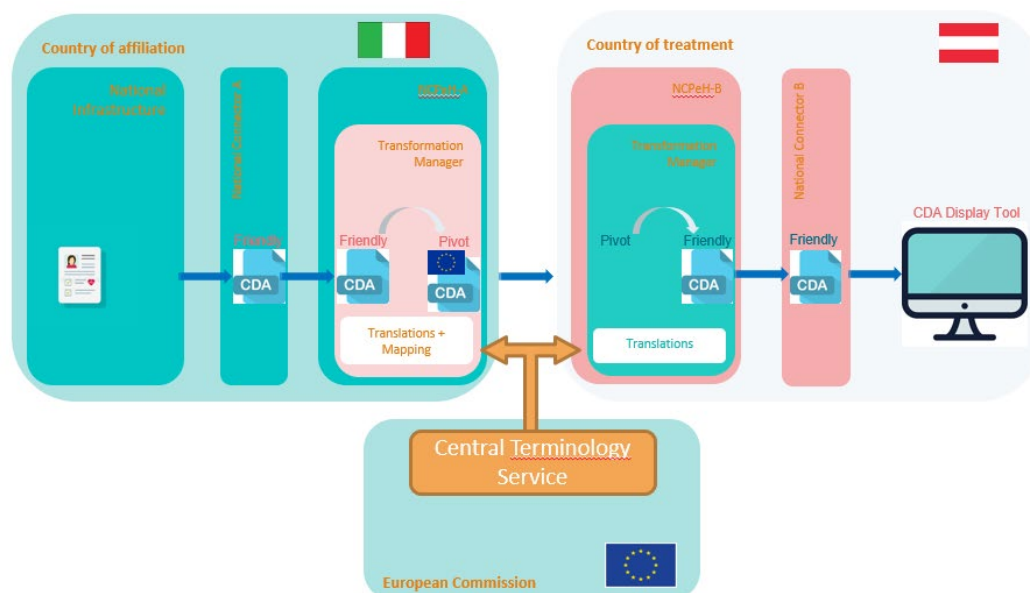 Country of affiliation
National
Infrastructure
National Connector A
NCPeH-A
Transformation
Manager
Friendly
CDA
Friendly
CDA
Pivot
CDA
Translations +
Mapping
Country of treatment
NCPeH-B
Transformation
Manager
Pivot
Friendly
CDA
Translations
National Connector B
Friendly
CDA
CDA Display Tool
Central Terminology
Service
European Commission